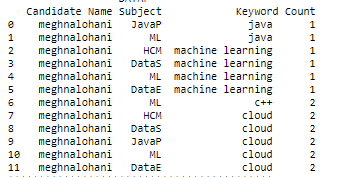 Candidate Name Subject Keyword Count
0 meghnalohani JavaP java 1
1 meghnalohani ML java 1
2 meghnalohani HCM machine learning 1
3 meghnalohani DataS machine learning 1
4 meghnalohani ML machine learning 1
5 meghnalohani DataE machine learning 1
6 meghnalohani ML c++ 2
7 meghnalohani HCM cloud 2
8 meghnalohani DataS cloud 2
9 meghnalohani JavaP cloud 2
10 meghnalohani ML cloud 2
11 meghnalohani DataE cloud 2